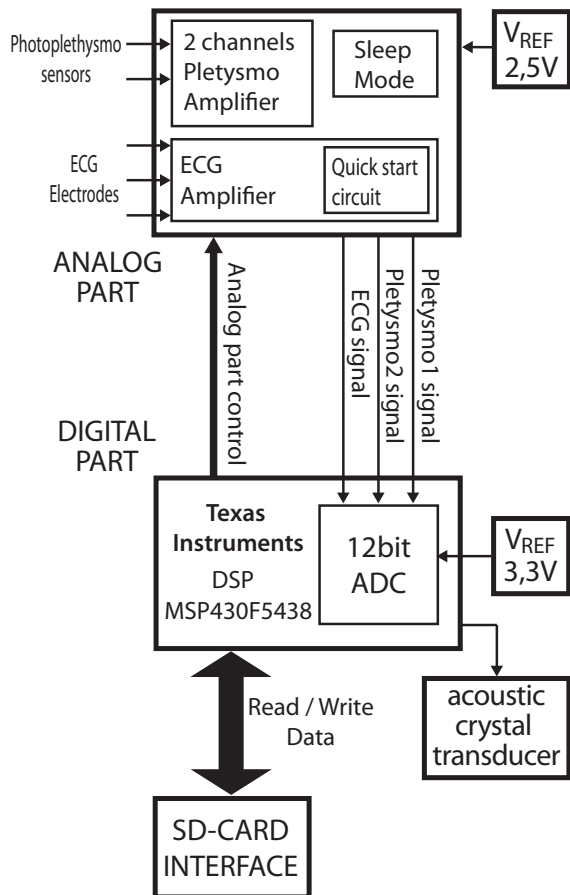 Photoplethysmo
sensors
2 channels
Pletysmo
Amplifier
Sleep
Mode
VREF
2,5V
ECG
Electrodes
ECG
Amplifier
Quick start
circuit
ANALOG
PART
Analog part control
ECG signal
Pletysmo2 signal
Pletysmo1 signal
DIGITAL
PART
Texas
Instruments
DSP
MSP430F5438
12bit
ADC
VREF
3,3V
Read / Write
Data
acoustic
crystal
transducer
SD-CARD
INTERFACE